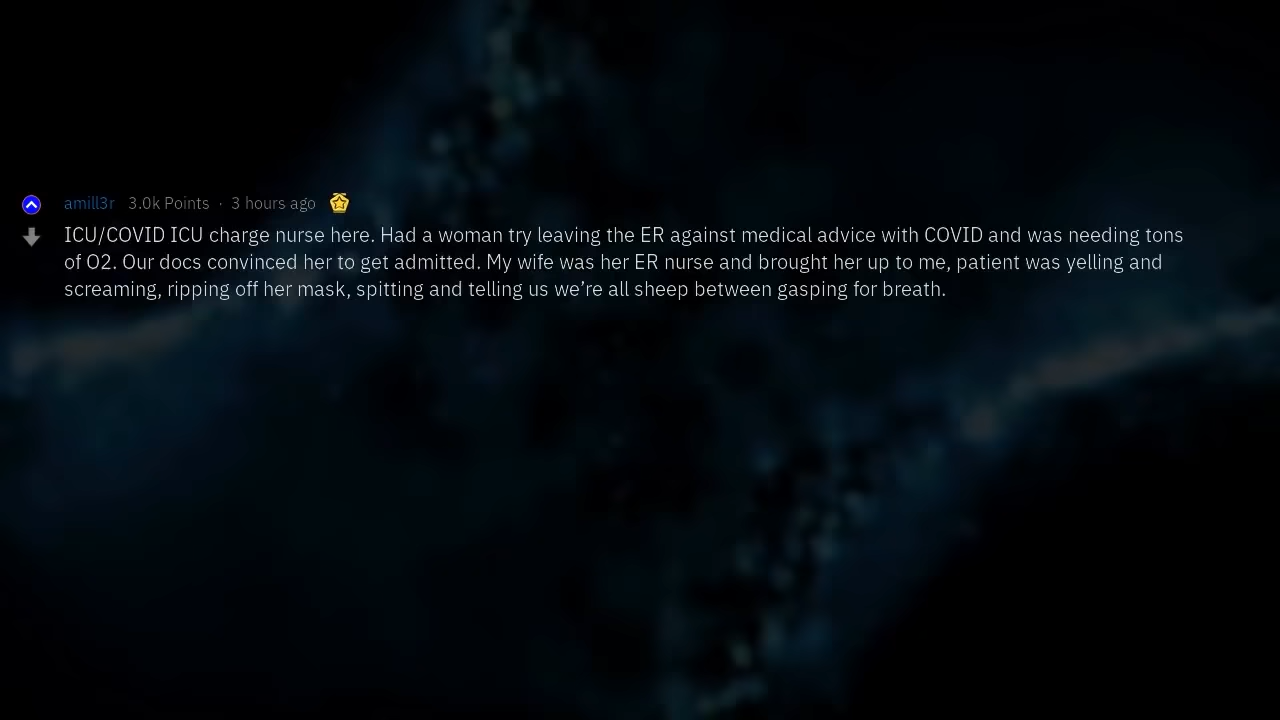 amill3r 3.0k Points · 3 hours ago
ICU/COVID ICU charge nurse here. Had a woman try leaving the ER against medical advice with COVID and was needing tons
of O2. Our docs convinced her to get admitted. My wife was her ER nurse and brought her up to me, patient was yelling and
screaming, ripping off her mask, spitting and telling us we’re all sheep between gasping for breath.